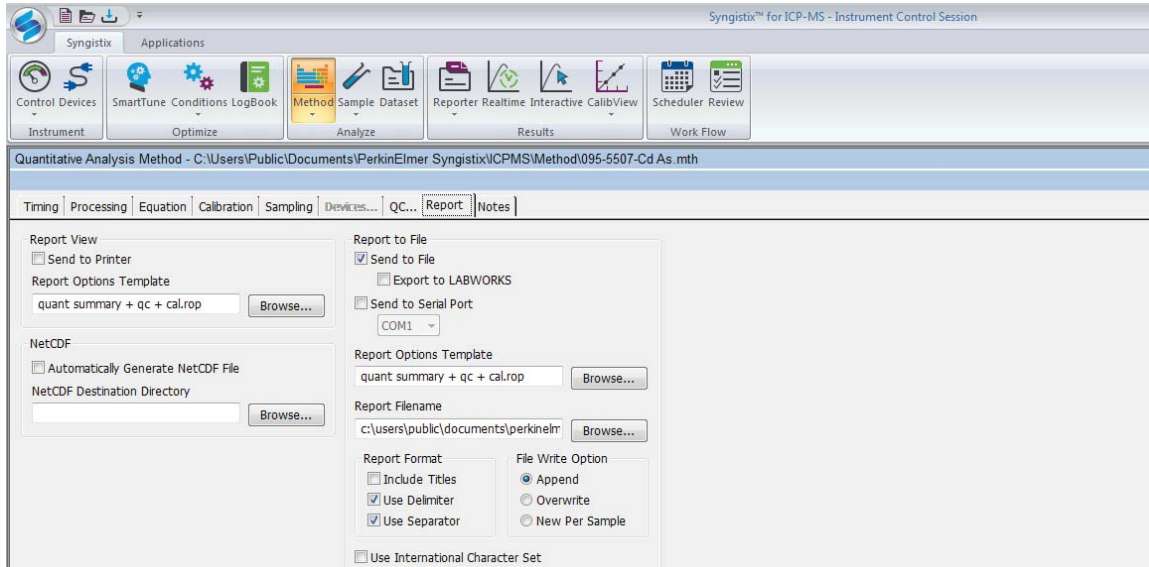 Syngistix™ for ICP-MS - Instrument Control Session
Syngistix Applications
Control Devices SmartTune Conditions LogBook Method Sample Dataset Reporter Realtime Interactive CalibView Scheduler Review
Instrument Optimize Analyze Results Work Flow
Quantitative Analysis Method - C:\Users\Public\Documents\PerkinElmer Syngistix\ICPMS\Method\095-5507-Cd As.mth
Timing Processing Equation Calibration Sampling Devices... QC... Report Notes
Report View
Send to Printer
Report Options Template
quant summary + qc + cal.rop Browse...
NetCDF
Automatically Generate NetCDF File
NetCDF Destination Directory
Browse...
Report to File
Send to File
Export to LABWORKS
Send to Serial Port
COM1
Report Options Template
quant summary + qc + cal.rop Browse...
Report Filename
c:\users\public\documents\perkinelm Browse...
Report Format
Include Titles
Use Delimiter
Use Separator
File Write Option
Append
Overwrite
New Per Sample
Use International Character Set